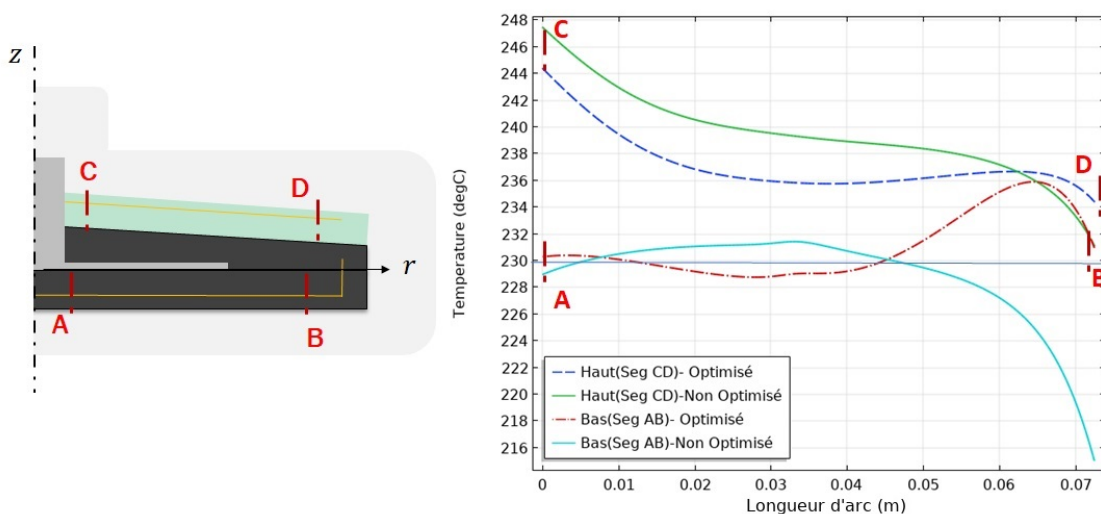 z
C
D
r
A
B
248
246
244
242
240
238
236
234
232
230
228
226
224
222
220
218
216
Temperature (degC)
C
D
A
B
Haut(Seg CD)- Optimisé
Haut(Seg CD)-Non Optimisé
Bas(Seg AB)- Optimisé
Bas(Seg AB)-Non Optimisé
0 0.01 0.02 0.03 0.04 0.05 0.06 0.07
Longueur d'arc (m)